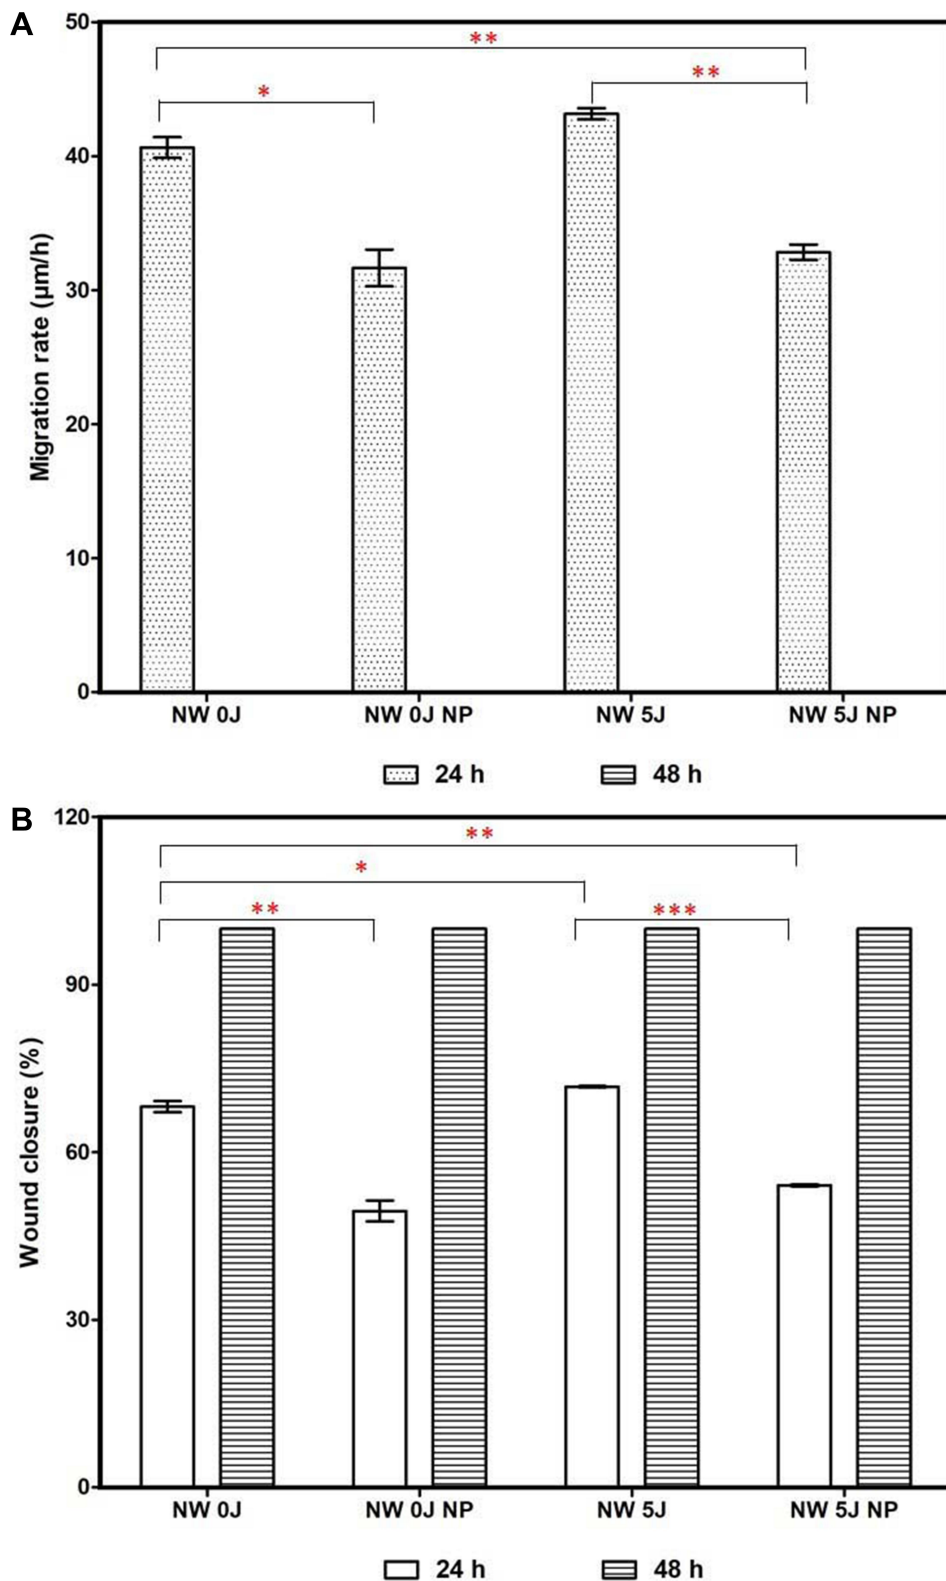 A
50
**
**
*
40
30
20
10
0
Migration rate (µm/h)
NW 0J NW 0J NP NW 5J NW 5J NP
24 h 48 h
B
120
**
*
** ***
90
60
30
0
Wound closure (%)
NW 0J NW 0J NP NW 5J NW 5J NP
24 h 48 h